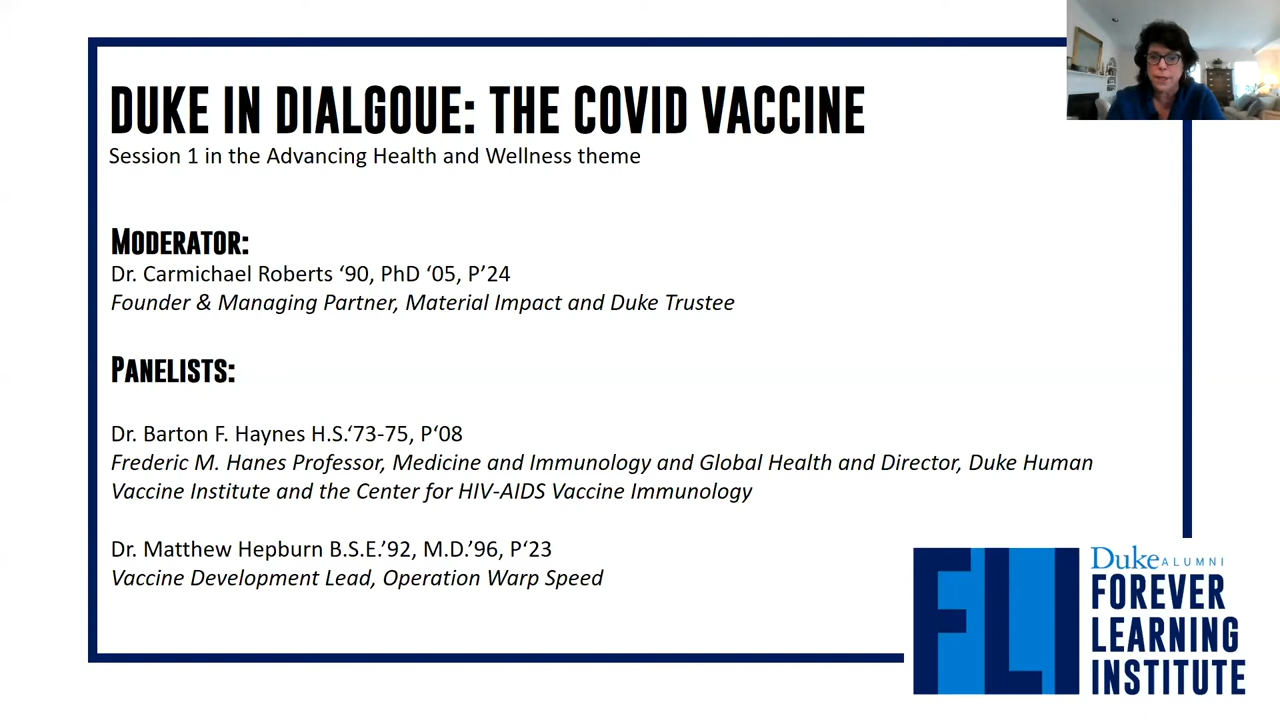 DUKE IN DIALGOUE: THE COVID VACCINE
Session 1 in the Advancing Health and Wellness theme
MODERATOR:
Dr. Carmichael Roberts ‘90, PhD ‘05, P’24
Founder & Managing Partner, Material Impact and Duke Trustee
PANELISTS:
Dr. Barton F. Haynes H.S.‘73-75, P‘08
Frederic M. Hanes Professor, Medicine and Immunology and Global Health and Director, Duke Human
Vaccine Institute and the Center for HIV-AIDS Vaccine Immunology
Dr. Matthew Hepburn B.S.E.’92, M.D.’96, P‘23
Vaccine Development Lead, Operation Warp Speed
FLI
Duke ALUMNI
FOREVER
LEARNING
INSTITUTE